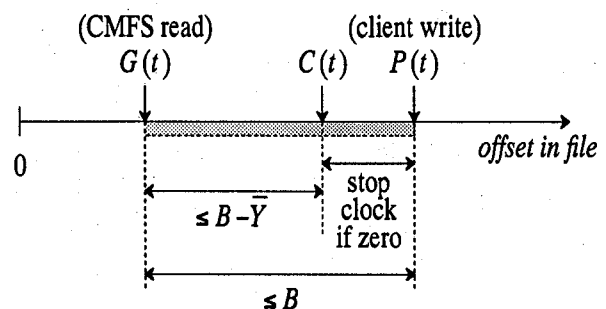 (CMFS read) (client write)
G(t) C(t) P(t)
0
offset in file
≤ B − Y̅
stop
clock
if zero
≤ B